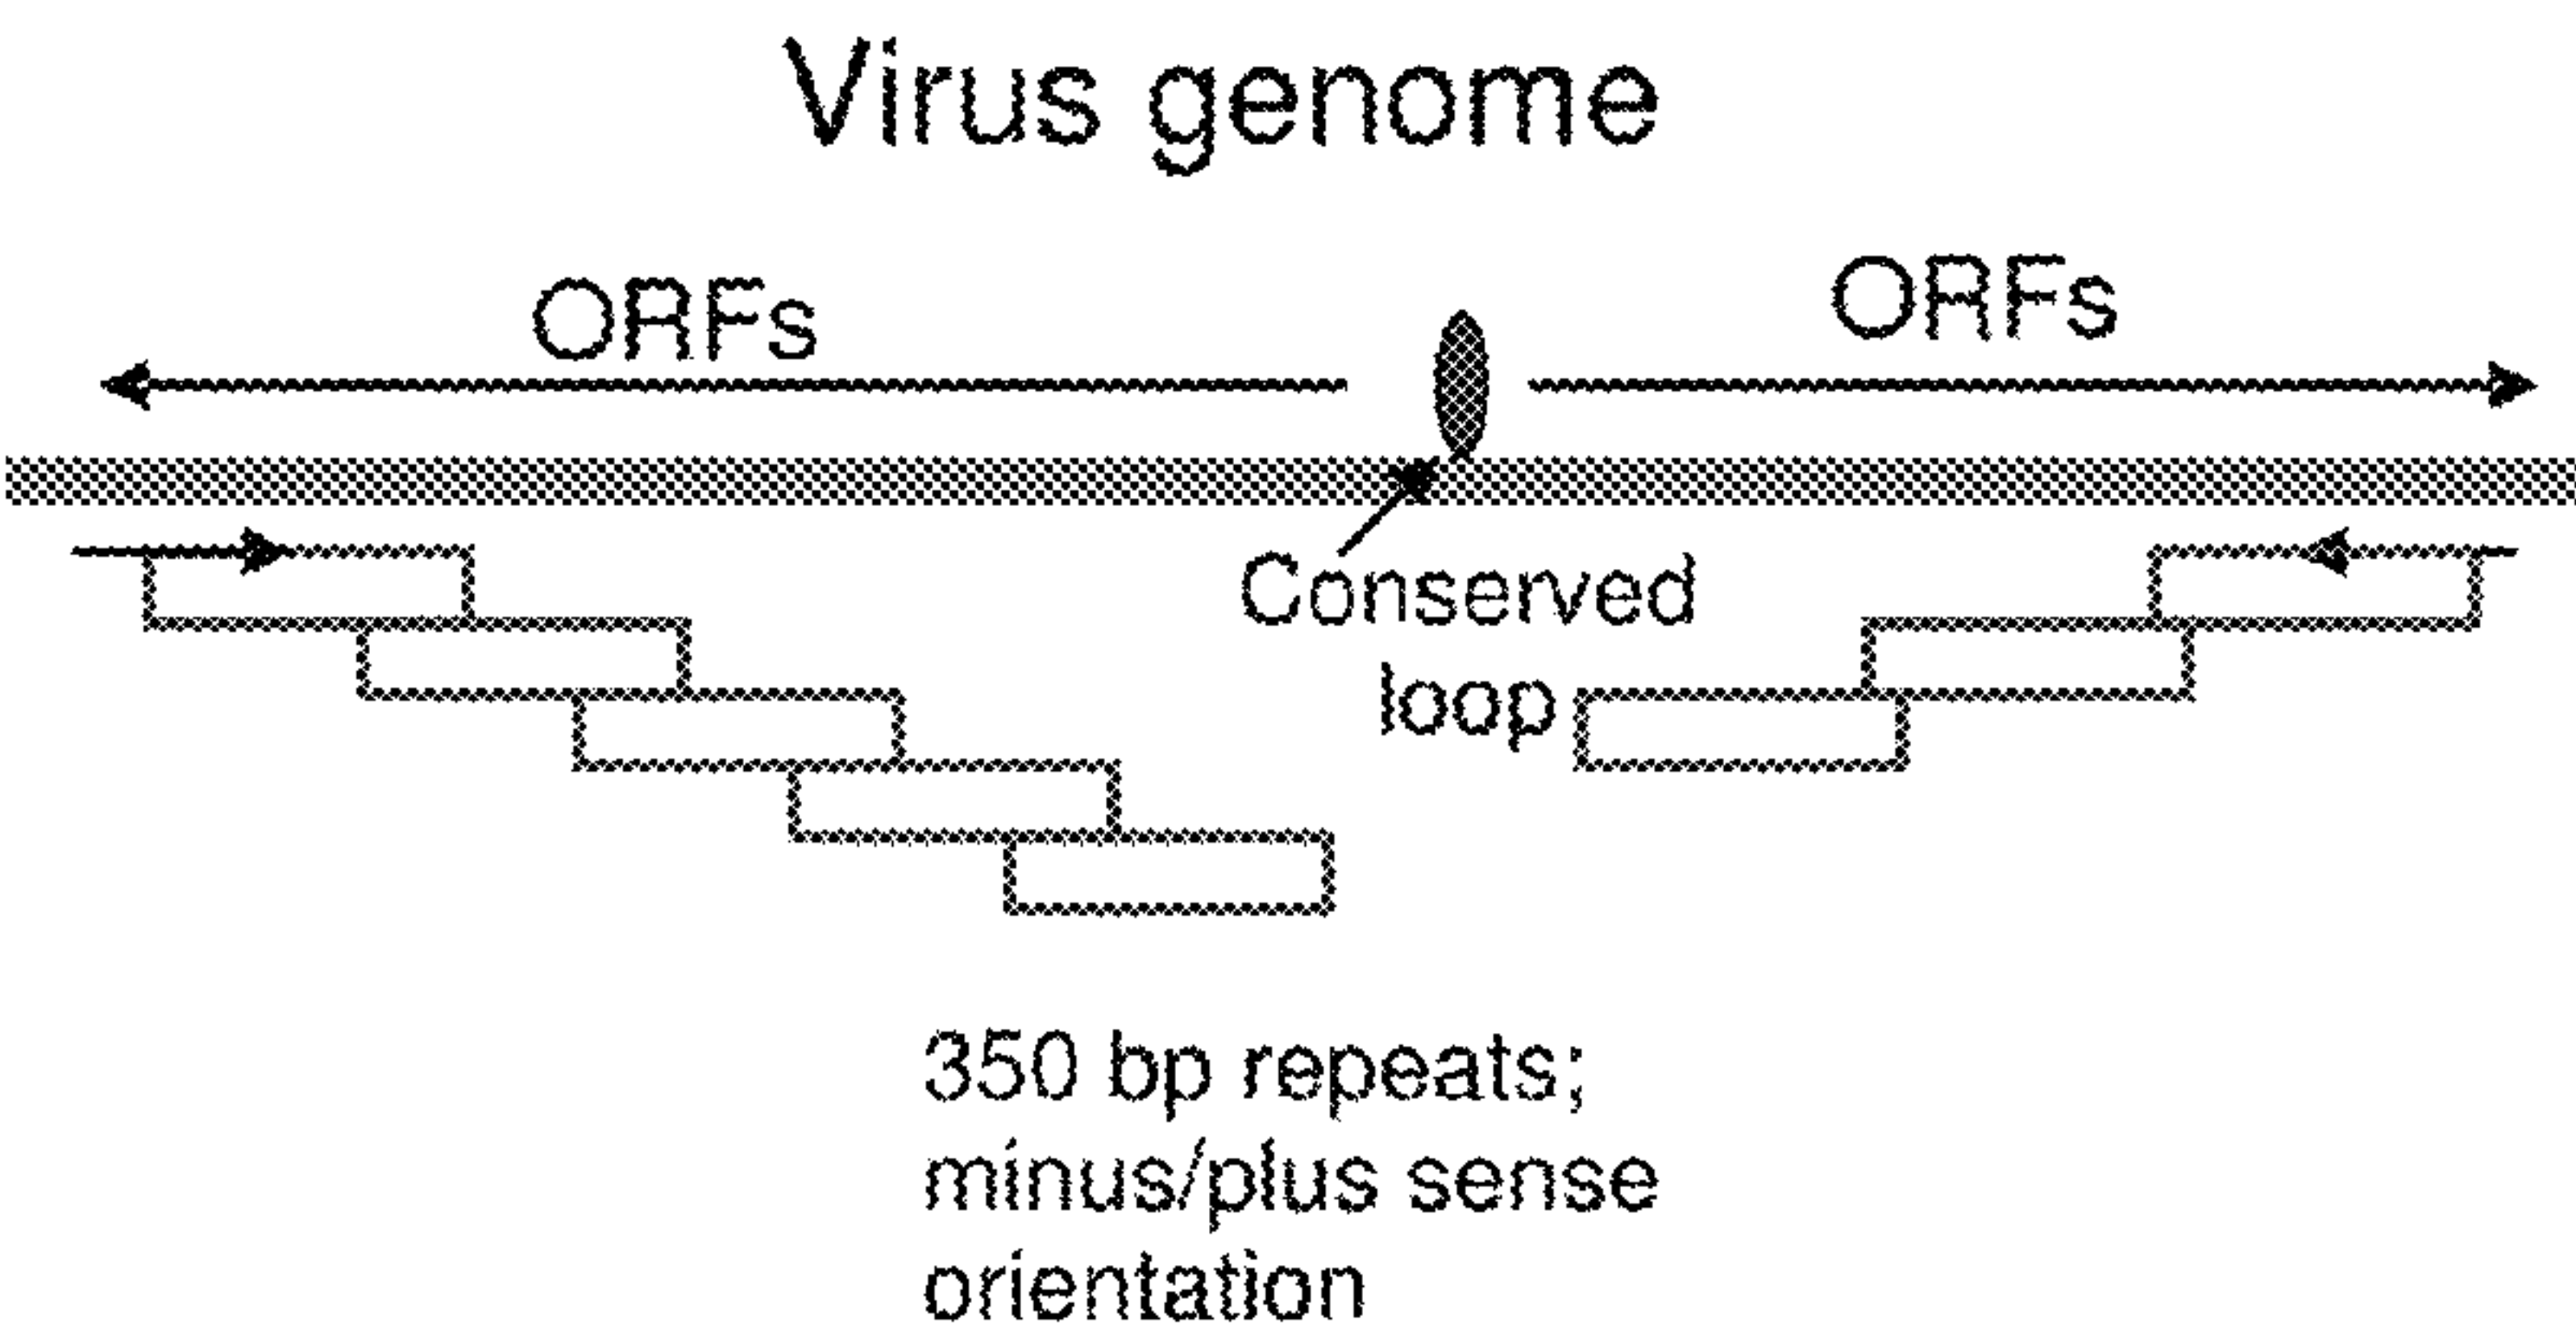 Virus genome
ORFs
ORFs
Conserved
loop
350 bp repeats;
minus/plus sense
orientation